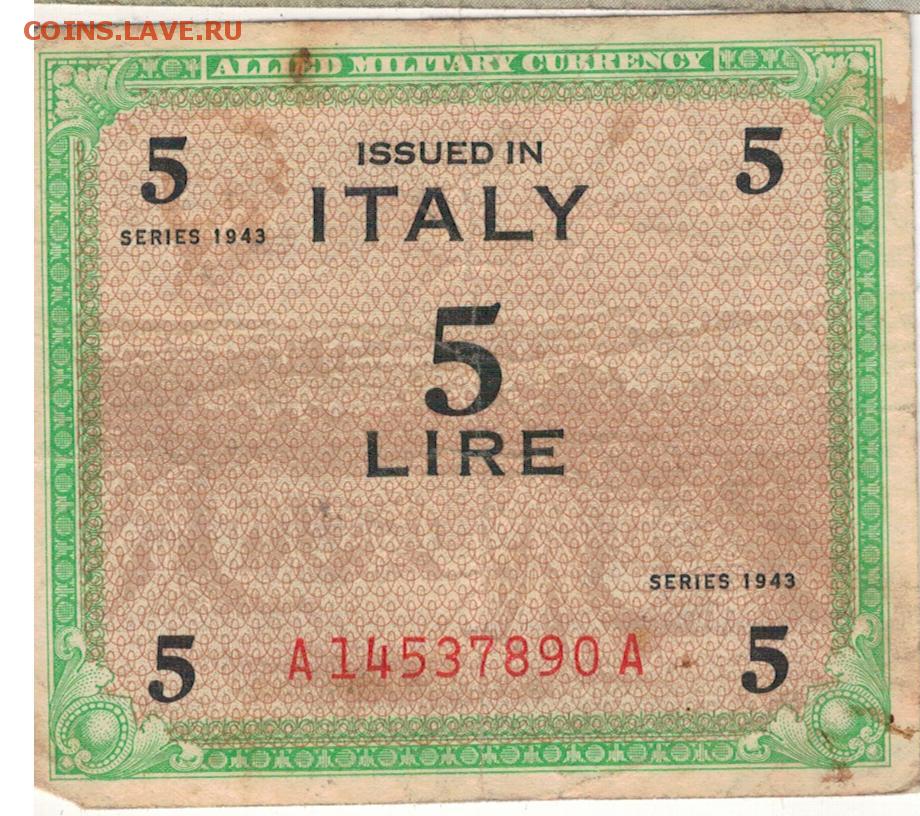 COINS.LAVE.RU
ALLIED MILITARY CURRENCY
5 5
ISSUED IN
ITALY
SERIES 1943
5
LIRE
SERIES 1943
5 A14537890A 5